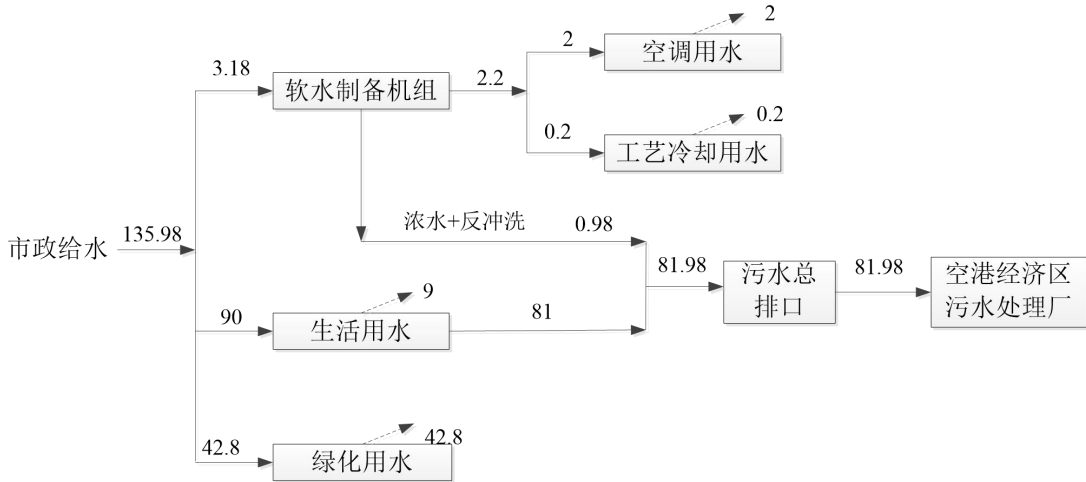 2
2
空调用水
3.18
软水制备机组
2.2
0.2
0.2
工艺冷却用水
浓水+反冲洗
0.98
市政给水
135.98
81.98
污水总
排口
81.98
空港经济区
污水处理厂
9
90
生活用水
81
42.8
42.8
绿化用水